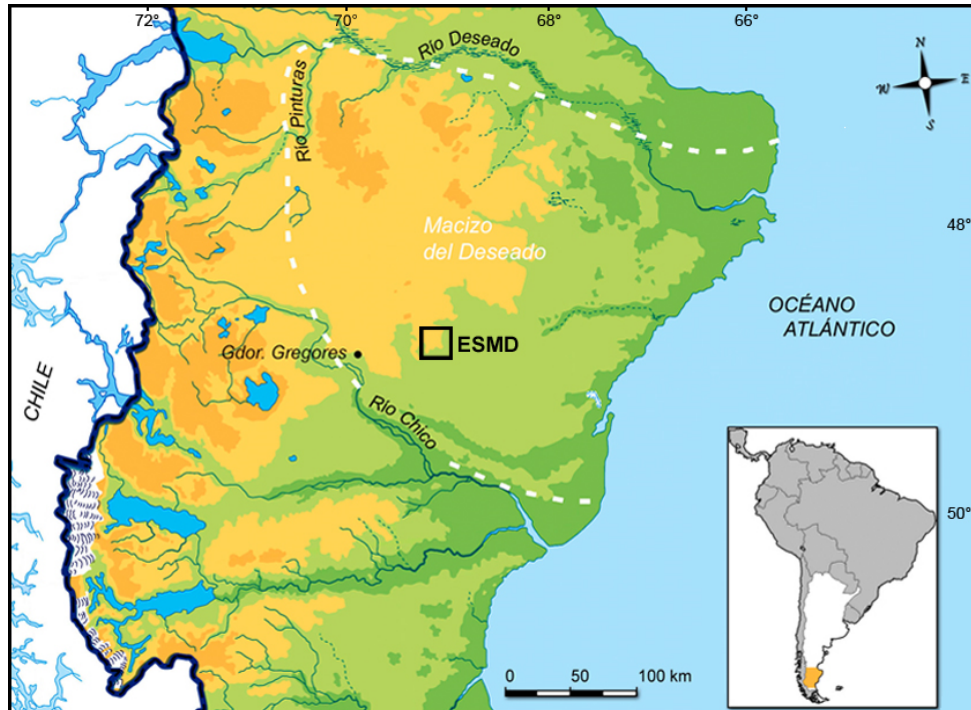 72°
70°
68°
66°
Río Deseado
Río Pinturas
N
W
E
S
48°
Macizo
del Deseado
OCÉANO
ATLÁNTICO
ESMD
Gdor. Gregores
CHILE
Río Chico
50°
0
50
100 km